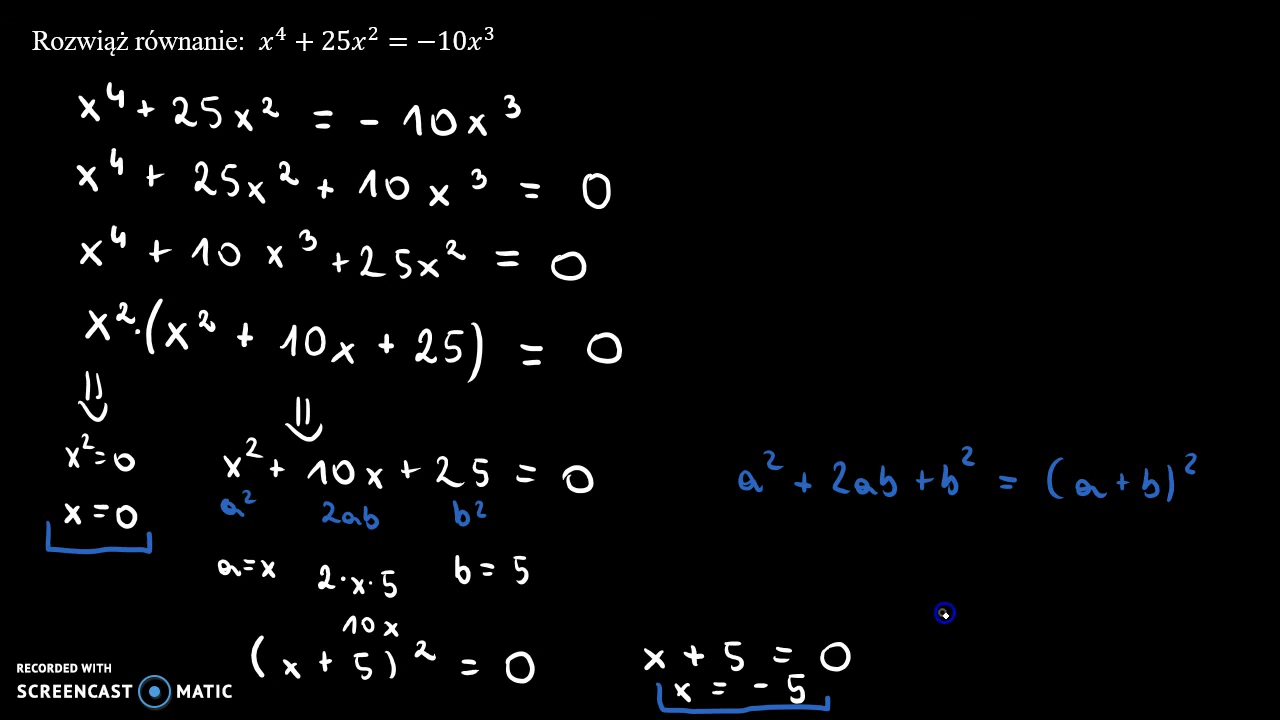 Rozwiąż równanie: x⁴ + 25x² = −10x³
x⁴ + 25x² = - 10x³
x⁴ + 25x² + 10x³ = 0
x⁴ + 10x³ + 25x² = 0
x²·(x² + 10x + 25) = 0
x² = 0
x = 0
x² + 10x + 25 = 0
a² 2ab b²
a = x 2·x·5 b = 5
10x
(x + 5)² = 0
a² + 2ab + b² = (a + b)²
x + 5 = 0
x = - 5
RECORDED WITH
SCREENCAST MATIC